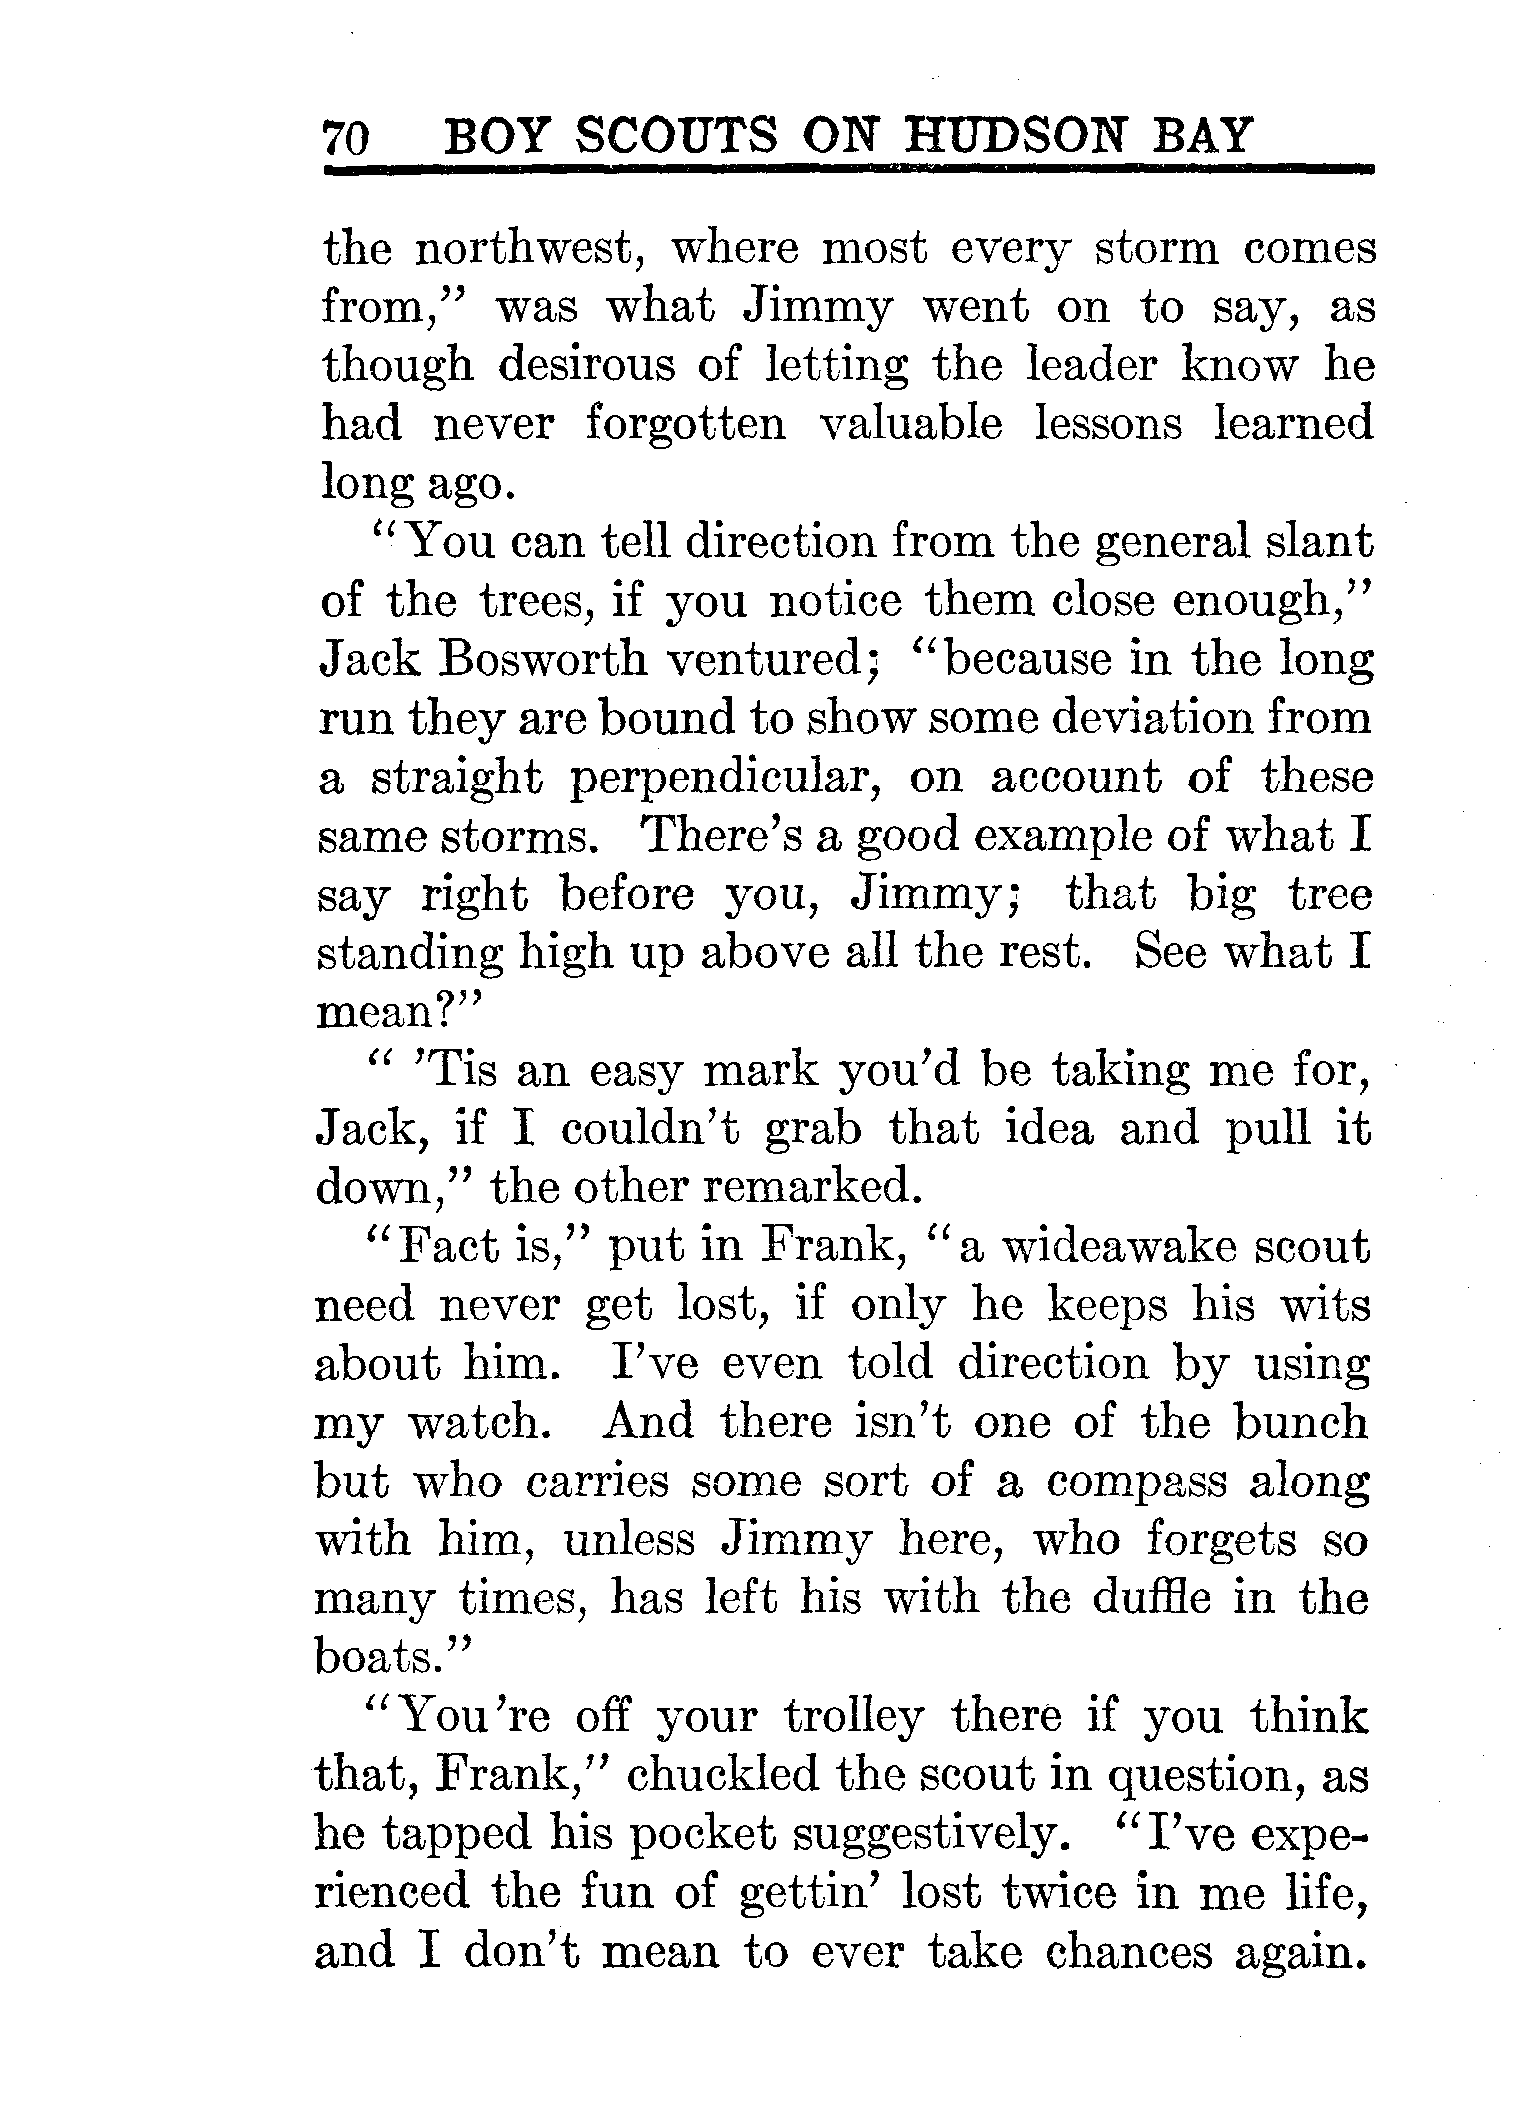 70 BOY SCOUTS ON HUDSON BAY
the northwest, where most every storm comes
from,” was what Jimmy went on to say, as
though desirous of letting the leader know he
had never forgotten valuable lessons learned
long ago.
“You can tell direction from the general slant
of the trees, if you notice them close enough,”
Jack Bosworth ventured; “because in the long
run they are bound to show some deviation from
a straight perpendicular, on account of these
same storms. There’s a good example of what I
say right before you, Jimmy; that big tree
standing high up above all the rest. See what I
mean?”
“ ’Tis an easy mark you’d be taking me for,
Jack, if I couldn’t grab that idea and pull it
down,” the other remarked.
“Fact is,” put in Frank, “a wideawake scout
need never get lost, if only he keeps his wits
about him. I’ve even told direction by using
my watch. And there isn’t one of the bunch
but who carries some sort of a compass along
with him, unless Jimmy here, who forgets so
many times, has left his with the duffle in the
boats.”
“You’re off your trolley there if you think
that, Frank,” chuckled the scout in question, as
he tapped his pocket suggestively. “I’ve expe-
rienced the fun of gettin’ lost twice in me life,
and I don’t mean to ever take chances again.